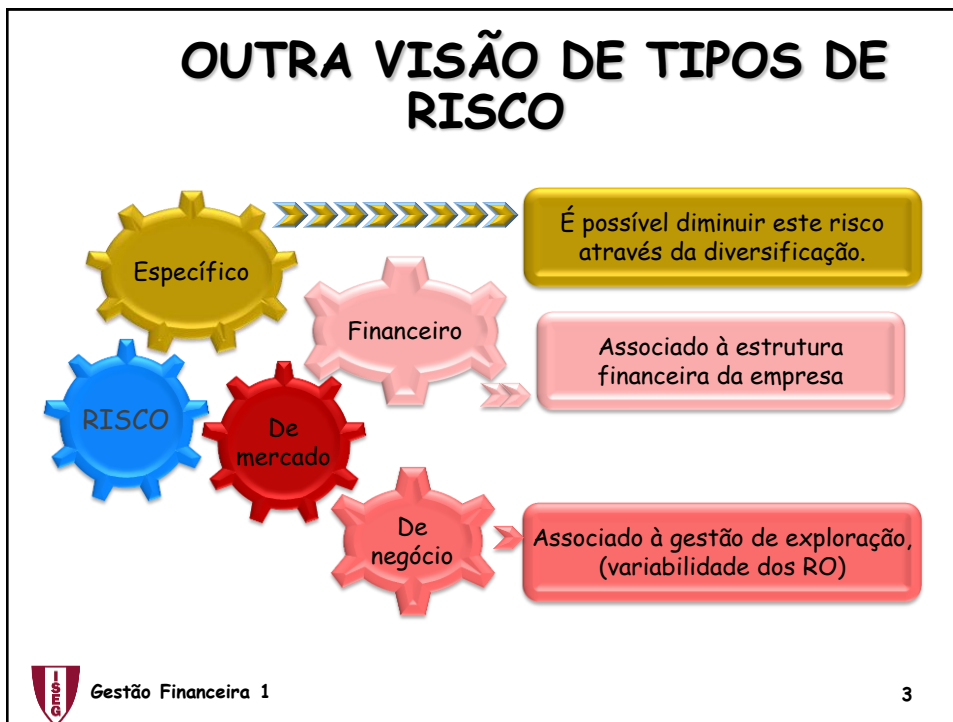 OUTRA VISÃO DE TIPOS DE
RISCO
Específico
É possível diminuir este risco
através da diversificação.
Financeiro
Associado à estrutura
financeira da empresa
RISCO
De
mercado
De
negócio
Associado à gestão de exploração,
(variabilidade dos RO)
ISEG
Gestão Financeira 1
3